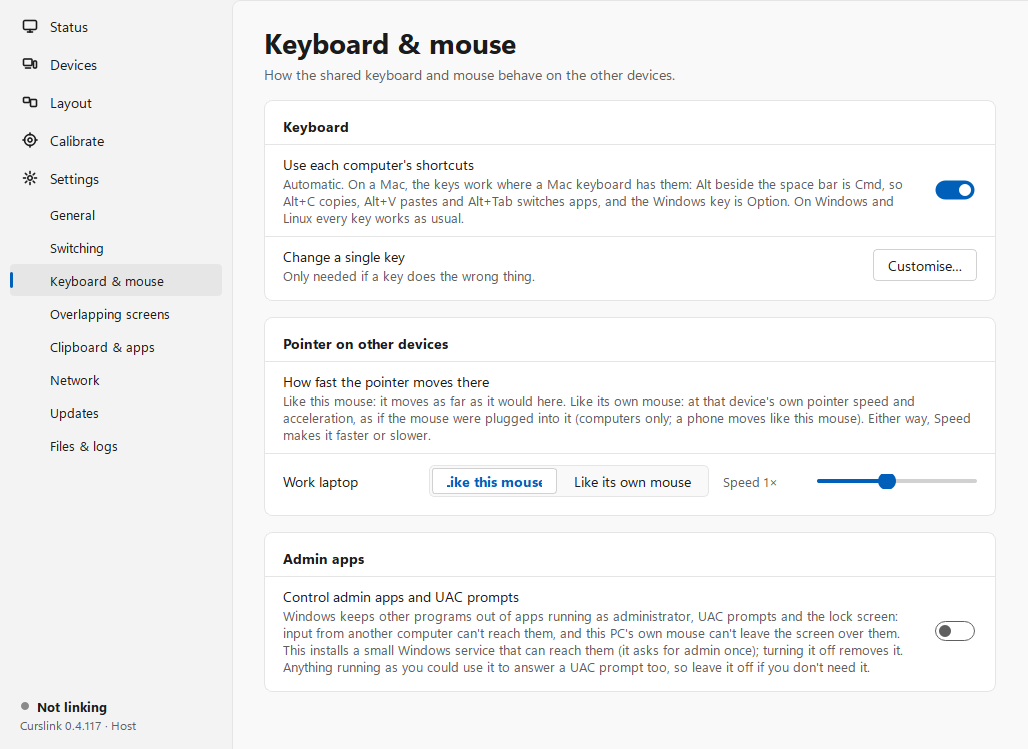 Status
Devices
Layout
Calibrate
Settings
General
Switching
Keyboard & mouse
Overlapping screens
Clipboard & apps
Network
Updates
Files & logs
Not linking
Curslink 0.4.117 · Host
Keyboard & mouse
How the shared keyboard and mouse behave on the other devices.
Keyboard
Use each computer's shortcuts
Automatic. On a Mac, the keys work where a Mac keyboard has them: Alt beside the space bar is Cmd, so
Alt+C copies, Alt+V pastes and Alt+Tab switches apps, and the Windows key is Option. On Windows and
Linux every key works as usual.
Change a single key
Only needed if a key does the wrong thing.
Customise...
Pointer on other devices
How fast the pointer moves there
Like this mouse: it moves as far as it would here. Like its own mouse: at that device's own pointer speed and
acceleration, as if the mouse were plugged into it (computers only; a phone moves like this mouse). Either way, Speed
makes it faster or slower.
Work laptop
Like this mouse
Like its own mouse
Speed 1×
Admin apps
Control admin apps and UAC prompts
Windows keeps other programs out of apps running as administrator, UAC prompts and the lock screen:
input from another computer can't reach them, and this PC's own mouse can't leave the screen over them.
This installs a small Windows service that can reach them (it asks for admin once); turning it off removes it.
Anything running as you could use it to answer a UAC prompt too, so leave it off if you don't need it.